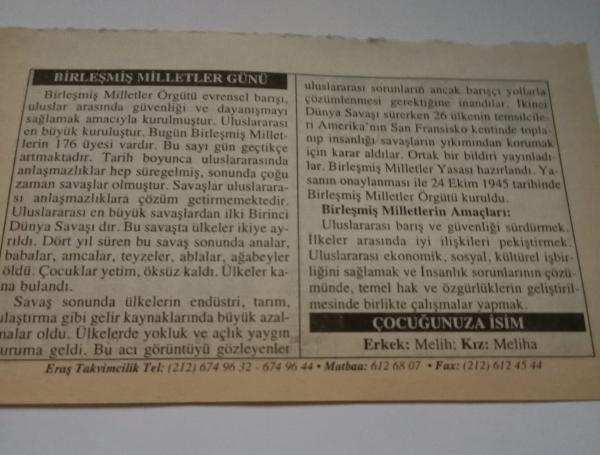 BİRLEŞMİŞ MİLLETLER GÜNÜ
Birleşmiş Milletler Örgütü evrensel barışı,
uluslar arasında güvenliği ve dayanışmayı
sağlamak amacıyla kurulmuştur. Uluslararası
en büyük kuruluştur. Bugün Birleşmiş Millet-
lerin 176 üyesi vardır. Bu sayı gün geçtikçe
artmaktadır. Tarih boyunca uluslararasında
anlaşmazlıklar hep süregelmiş, sonunda çoğu
zaman savaşlar olmuştur. Savaşlar uluslarara-
sı anlaşmazlıklara çözüm getirmemektedir.
Uluslararası en büyük savaşlardan ilki Birinci
Dünya Savaşı dır. Bu savaşta ülkeler ikiye ay-
rıldı. Dört yıl süren bu savaş sonunda analar,
babalar, amcalar, teyzeler, ablalar, ağabeyler
öldü. Çocuklar yetim, öksüz kaldı. Ülkeler ka-
na bulandı.
Savaş sonunda ülkelerin endüstri, tarım,
ulaştırma gibi gelir kaynaklarında büyük azal-
malar oldu. Ülkelerde yokluk ve açlık yaygın
duruma geldi. Bu acı görüntüyü gözleyenler
uluslararası sorunların ancak barışçı yollarla
çözümlenmesi gerektiğine inandılar. İkinci
Dünya Savaşı sürerken 26 ülkenin temsilcile-
ri Amerika'nın San Fransisko kentinde topla-
nıp insanlığı savaşların yıkımından korumak
için karar aldılar. Ortak bir bildiri yayınladı-
lar. Birleşmiş Milletler Yasası hazırlandı. Ya-
sanın onaylanması ile 24 Ekim 1945 tarihinde
Birleşmiş Milletler Örgütü kuruldu.
Birleşmiş Milletlerin Amaçları:
Uluslararası barış ve güvenliği sürdürmek.
İlkeler arasında iyi ilişkileri pekiştirmek.
Uluslararası ekonomik, sosyal, kültürel işbir-
liğini sağlamak ve İnsanlık sorunlarının çözü-
münde, temel hak ve özgürlüklerin geliştiril-
mesinde birlikte çalışmalar yapmak.
ÇOCUĞUNUZA İSİM
Erkek: Melih; Kız: Meliha
Eraş Takvimcilik Tel: (212) 674 96 32 - 674 96 44 • Matbaa: 612 68 07 • Fax: (212) 612 45 44